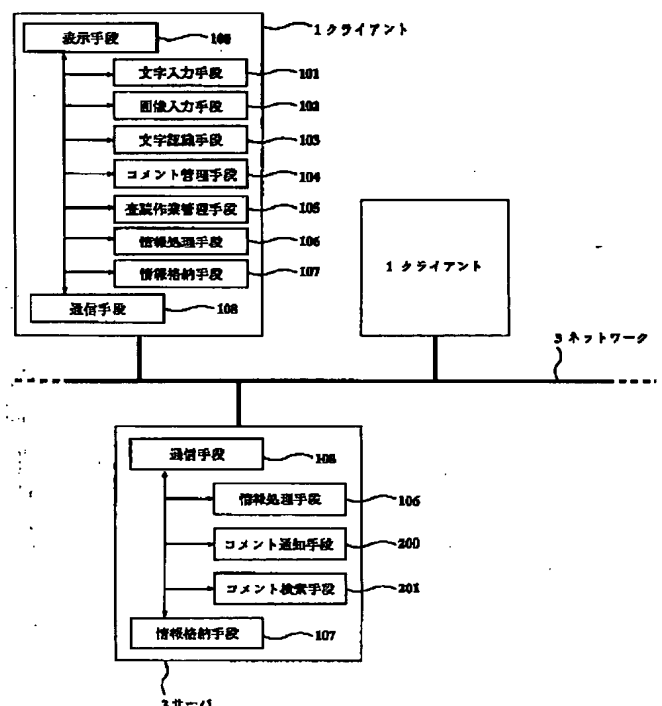 表示手段 100
1 クライアント
文字入力手段 101
画像入力手段 102
文字認識手段 103
コメント管理手段 104
査読作業管理手段 105
情報処理手段 106
情報格納手段 107
通信手段 108
1 クライアント
3 ネットワーク
通信手段 108
情報処理手段 106
コメント通知手段 200
コメント検索手段 201
情報格納手段 107
2 サーバ